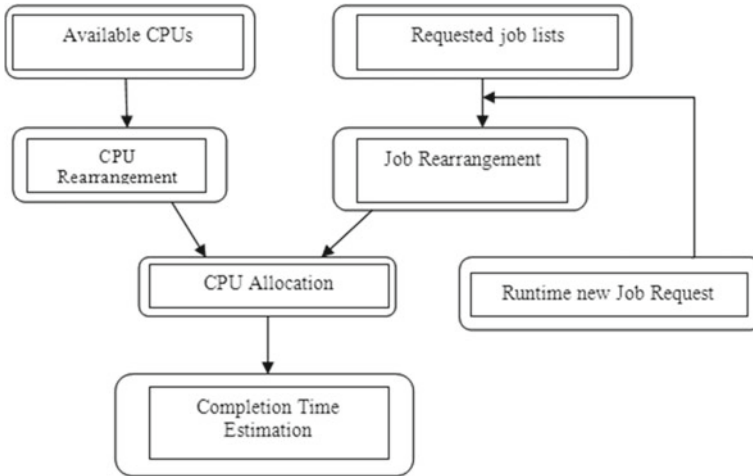 Available CPUs
Requested job lists
CPU
Rearrangement
Job Rearrangement
CPU Allocation
Runtime new Job Request
Completion Time
Estimation